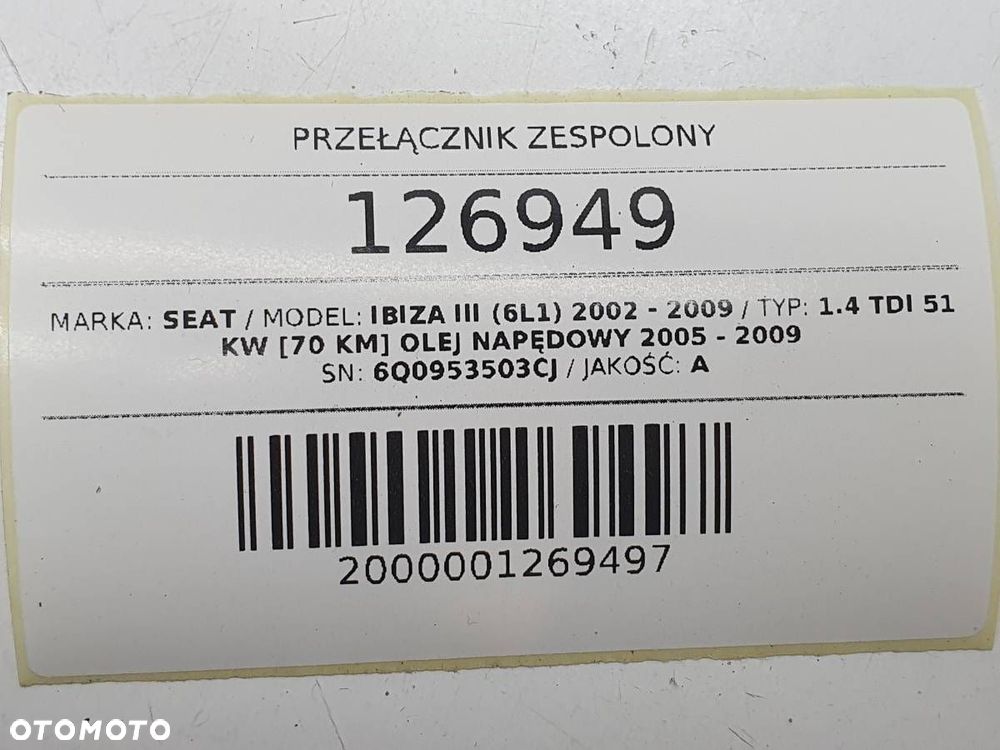 PRZEŁĄCZNIK ZESPOLONY
126949
MARKA: SEAT / MODEL: IBIZA III (6L1) 2002 - 2009 / TYP: 1.4 TDI 51
KW [70 KM] OLEJ NAPĘDOWY 2005 - 2009
SN: 6Q0953503CJ / JAKOŚĆ: A
2000001269497
OTOMOTO